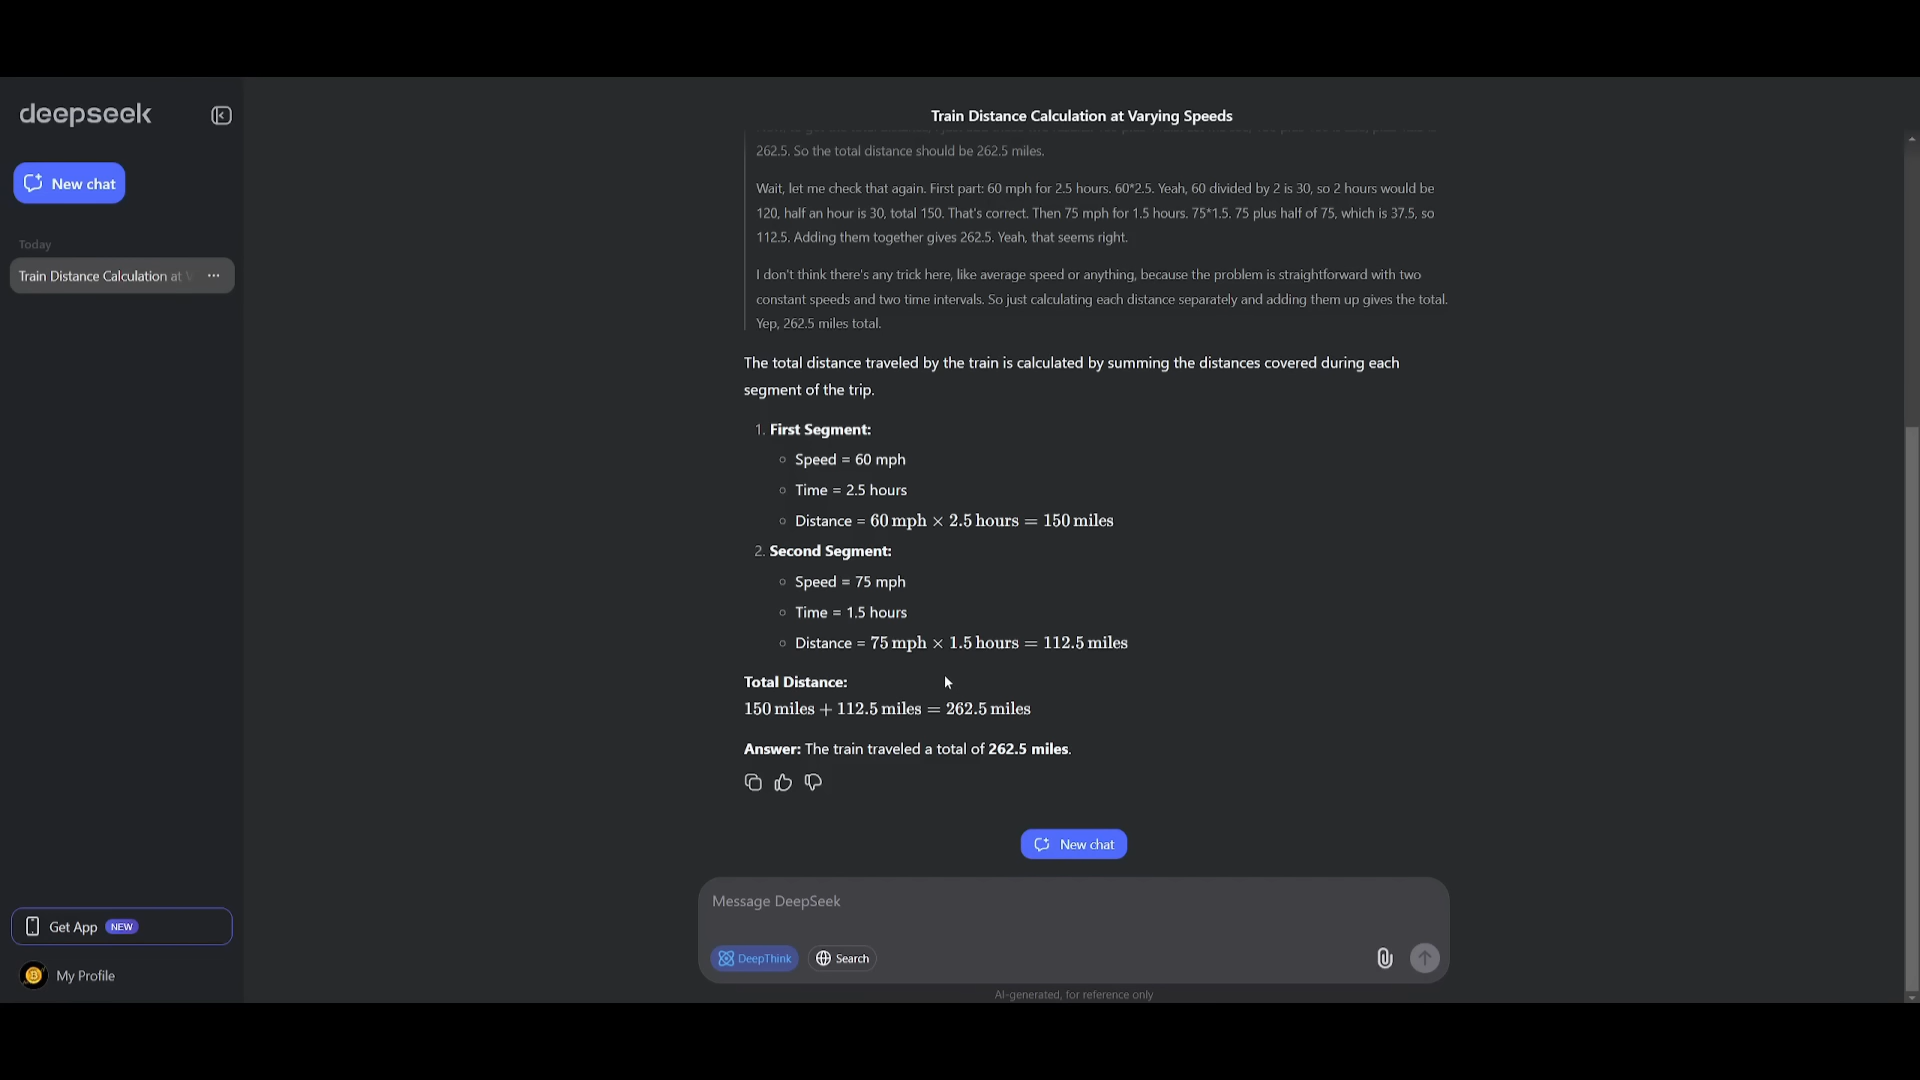 deepseek
New chat
Today
Train Distance Calculation at
Get App NEW
My Profile
Train Distance Calculation at Varying Speeds
262.5. So the total distance should be 262.5 miles.
Wait, let me check that again. First part: 60 mph for 2.5 hours. 60*2.5. Yeah, 60 divided by 2 is 30, so 2 hours would be
120, half an hour is 30, total 150. That's correct. Then 75 mph for 1.5 hours. 75*1.5. 75 plus half of 75, which is 37.5, so
112.5. Adding them together gives 262.5. Yeah, that seems right.
I don't think there's any trick here, like average speed or anything, because the problem is straightforward with two
constant speeds and two time intervals. So just calculating each distance separately and adding them up gives the total.
Yep, 262.5 miles total.
The total distance traveled by the train is calculated by summing the distances covered during each
segment of the trip.
1. First Segment:
Speed = 60 mph
Time = 2.5 hours
Distance = 60 mph × 2.5 hours = 150 miles
2. Second Segment:
Speed = 75 mph
Time = 1.5 hours
Distance = 75 mph × 1.5 hours = 112.5 miles
Total Distance:
150 miles + 112.5 miles = 262.5 miles
Answer: The train traveled a total of 262.5 miles.
New chat
Message DeepSeek
DeepThink
Search
AI-generated, for reference only